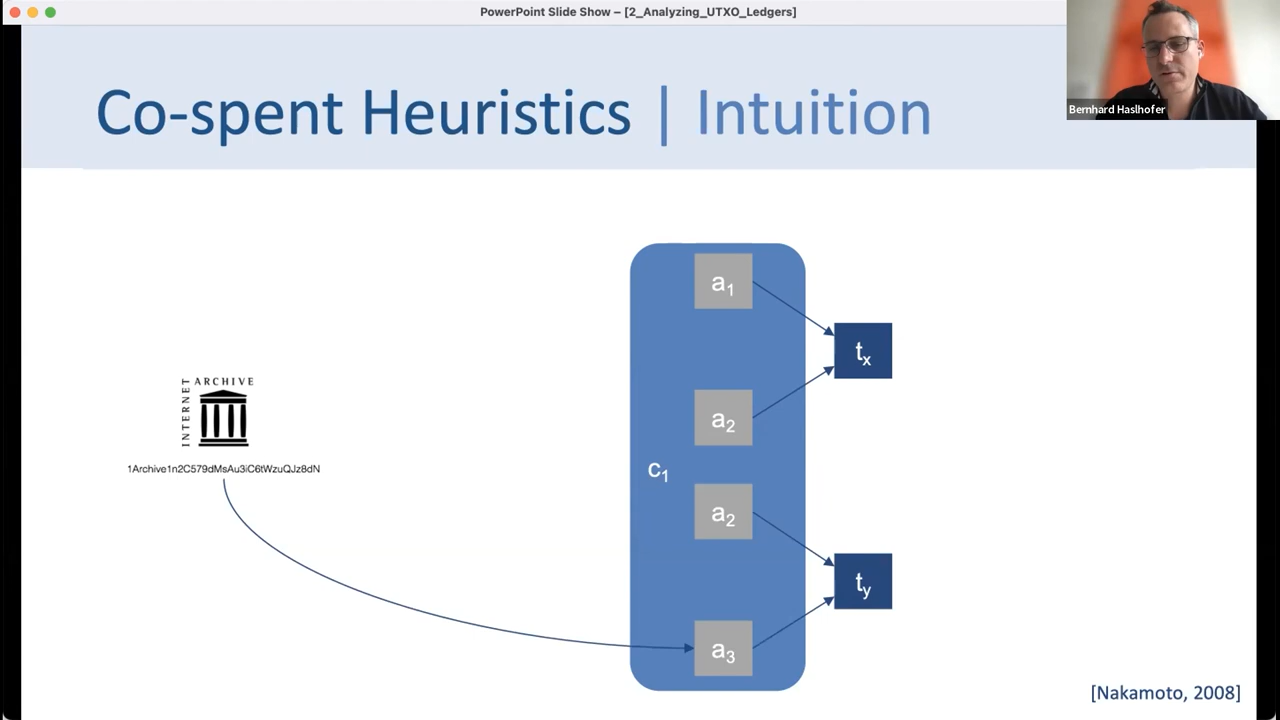 PowerPoint Slide Show – [2_Analyzing_UTXO_Ledgers]
Bernhard Haslhofer
Co-spent Heuristics | Intuition
a1
tx
a2
INTERNET ARCHIVE
1Archive1n2C579dMsAu3iC6tWzuQJz8dN
c1
a2
ty
a3
[Nakamoto, 2008]